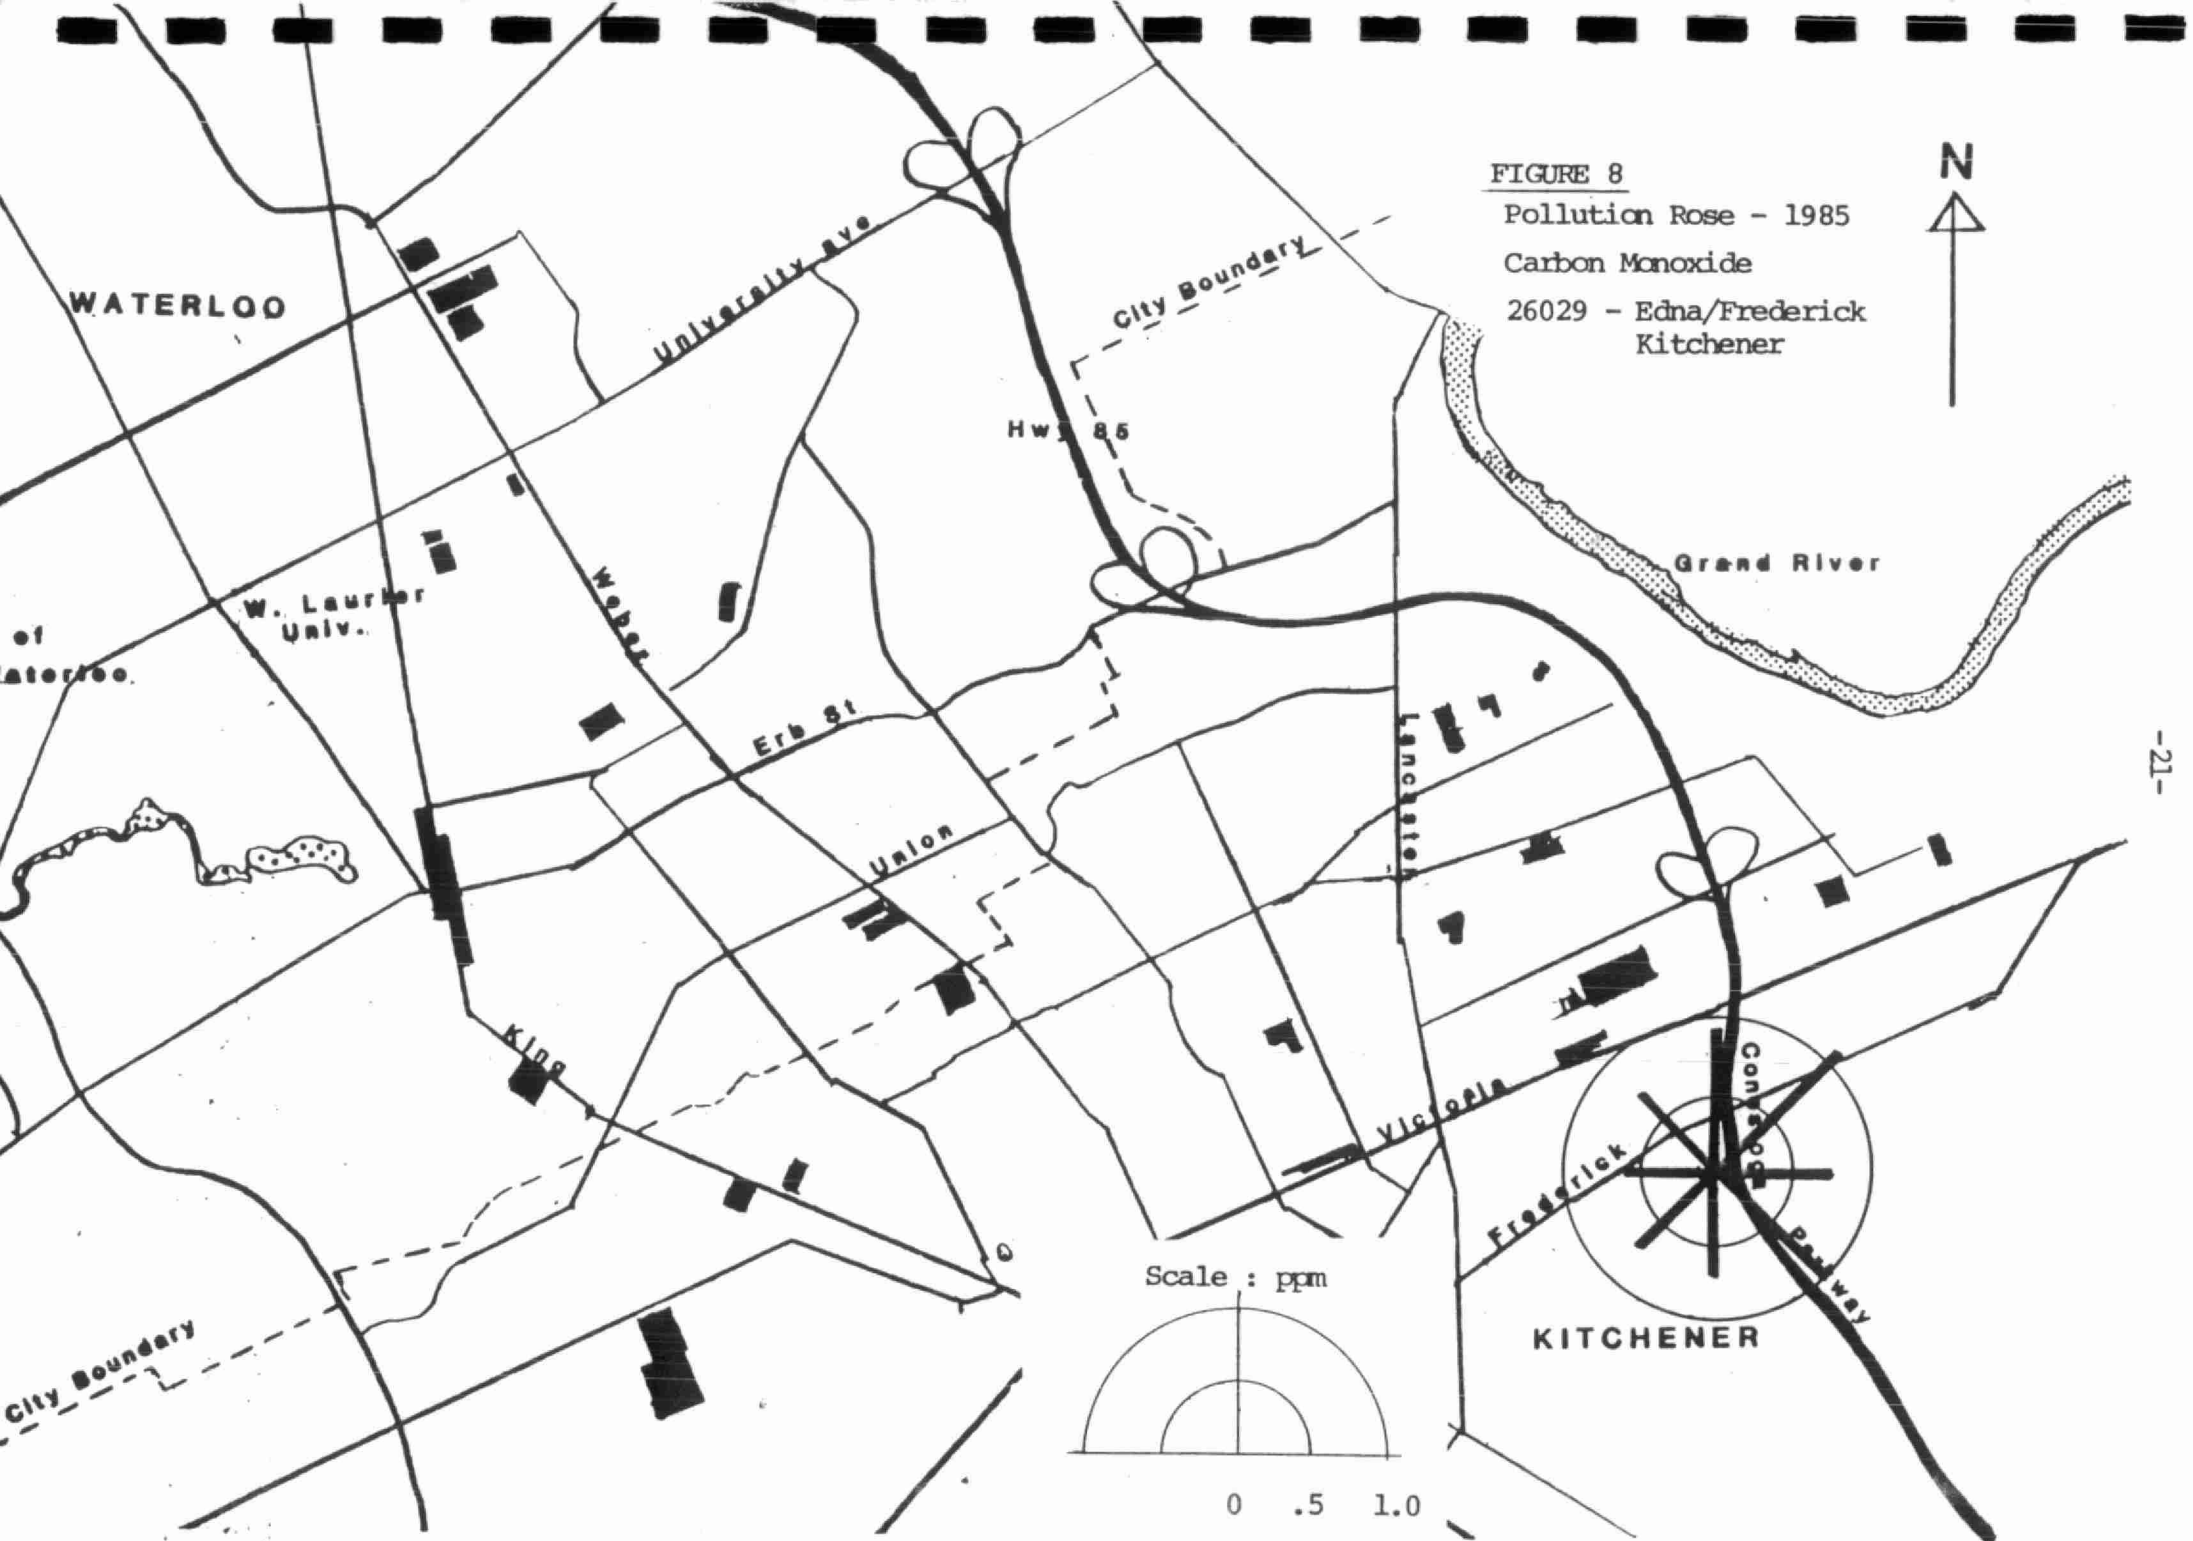 FIGURE 8
Pollution Rose - 1985
Carbon Monoxide
26029 - Edna/Frederick
Kitchener
N
WATERLOO
University Ave.
City Boundary
Hwy 85
Grand River
W. Laurier
Univ.
of
aterloo
Weber
Erb St
Lancaster
Union
-21-
King
Victoria
Frederick
Conestoga
Parkway
KITCHENER
City Boundary
Scale : ppm
0 .5 1.0